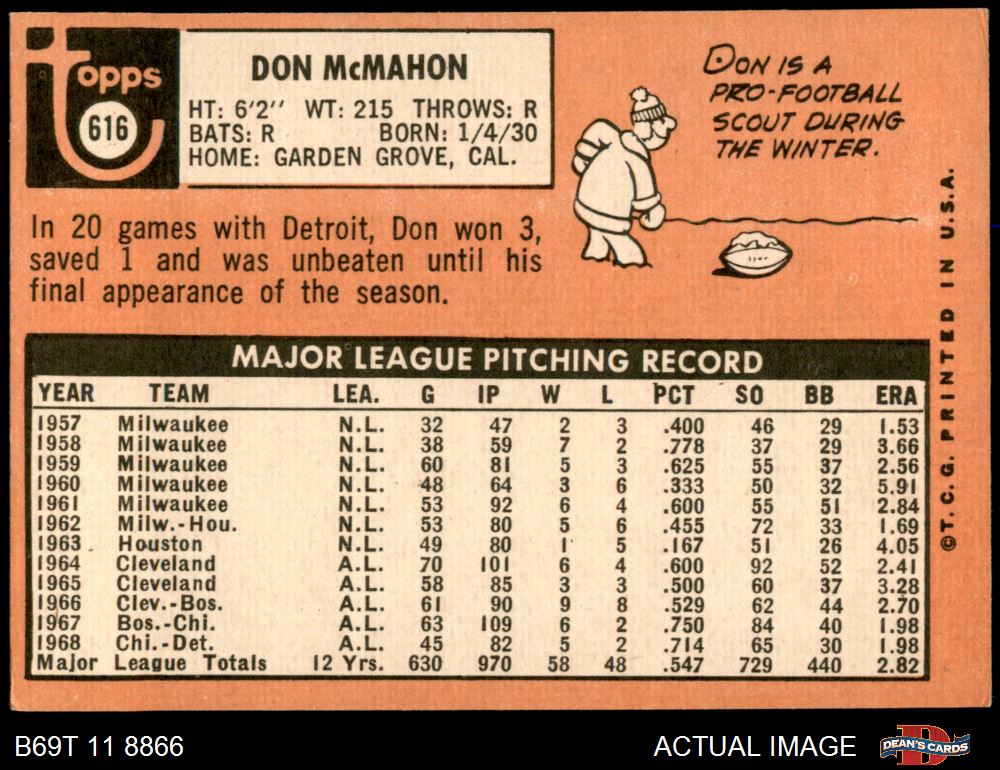 Topps
616
DON McMAHON
HT: 6'2'' WT: 215 THROWS: R
BATS: R BORN: 1/4/30
HOME: GARDEN GROVE, CAL.
In 20 games with Detroit, Don won 3,
saved 1 and was unbeaten until his
final appearance of the season.
DON IS A
PRO-FOOTBALL
SCOUT DURING
THE WINTER.
MAJOR LEAGUE PITCHING RECORD
YEAR TEAM LEA. G IP W L PCT SO BB ERA
1957 Milwaukee N.L. 32 47 2 3 .400 46 29 1.53
1958 Milwaukee N.L. 38 59 7 2 .778 37 29 3.66
1959 Milwaukee N.L. 60 81 5 3 .625 55 37 2.56
1960 Milwaukee N.L. 48 64 3 6 .333 50 32 5.91
1961 Milwaukee N.L. 53 92 6 4 .600 55 51 2.84
1962 Milw.-Hou. N.L. 53 80 5 6 .455 72 33 1.69
1963 Houston N.L. 49 80 1 5 .167 51 26 4.05
1964 Cleveland A.L. 70 101 6 4 .600 92 52 2.41
1965 Cleveland A.L. 58 85 3 3 .500 60 37 3.28
1966 Clev.-Bos. A.L. 61 90 9 8 .529 62 44 2.70
1967 Bos.-Chi. A.L. 63 109 6 2 .750 84 40 1.98
1968 Chi.-Det. A.L. 45 82 5 2 .714 65 30 1.98
Major League Totals 12 Yrs. 630 970 58 48 .547 729 440 2.82
©T. C. G. PRINTED IN U.S.A.
B69T 11 8866
ACTUAL IMAGE
D
DEAN'S CARDS